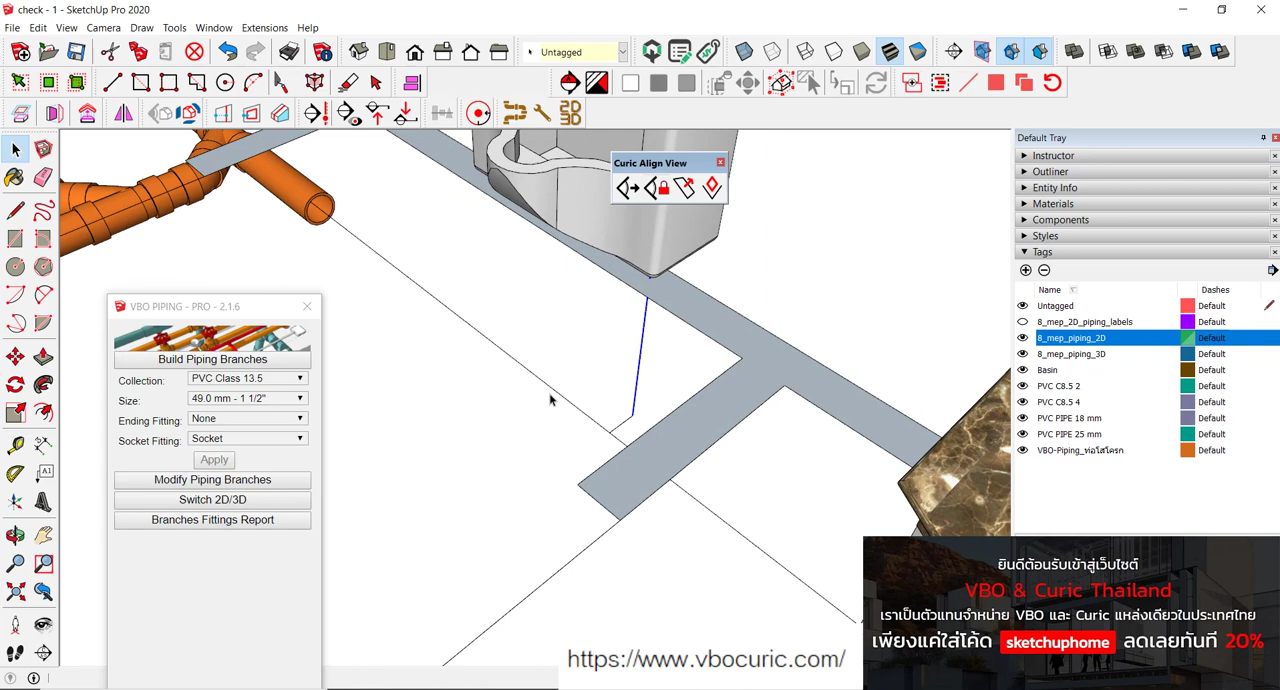 check - 1 - SketchUp Pro 2020
File Edit View Camera Draw Tools Window Extensions Help
Untagged
2D
3D
Curic Align View
VBO PIPING - PRO - 2.1.6
Build Piping Branches
Collection: PVC Class 13.5
Size: 49.0 mm - 1 1/2"
Ending Fitting: None
Socket Fitting: Socket
Apply
Modify Piping Branches
Switch 2D/3D
Branches Fittings Report
A1
Default Tray
Instructor
Outliner
Entity Info
Materials
Components
Styles
Tags
Name Dashes
Untagged Default
8_mep_2D_piping_labels Default
8_mep_piping_2D Default
8_mep_piping_3D Default
Basin Default
PVC C8.5 2 Default
PVC C8.5 4 Default
PVC PIPE 18 mm Default
PVC PIPE 25 mm Default
VBO-Piping_ท่อโสโครก Default
ยินดีต้อนรับเข้าสู่เว็บไซต์
VBO & Curic Thailand
เราเป็นตัวแทนจำหน่าย VBO และ Curic แหล่งเดียวในประเทศไทย
เพียงแค่ใส่โค้ด sketchuphome ลดเลยทันที 20%
https://www.vbocuric.com/